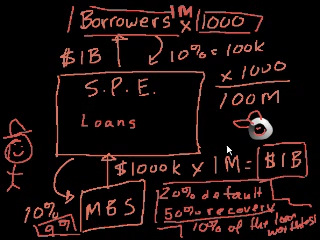 1M
Borrowers x 1000
$1B
10% = 100k
x 1000
100M
S.P.E.
Loans
$1000k x 1M = $1B
10%
9%
MBS
20% default
50% recovery
10% of the loan
worthless